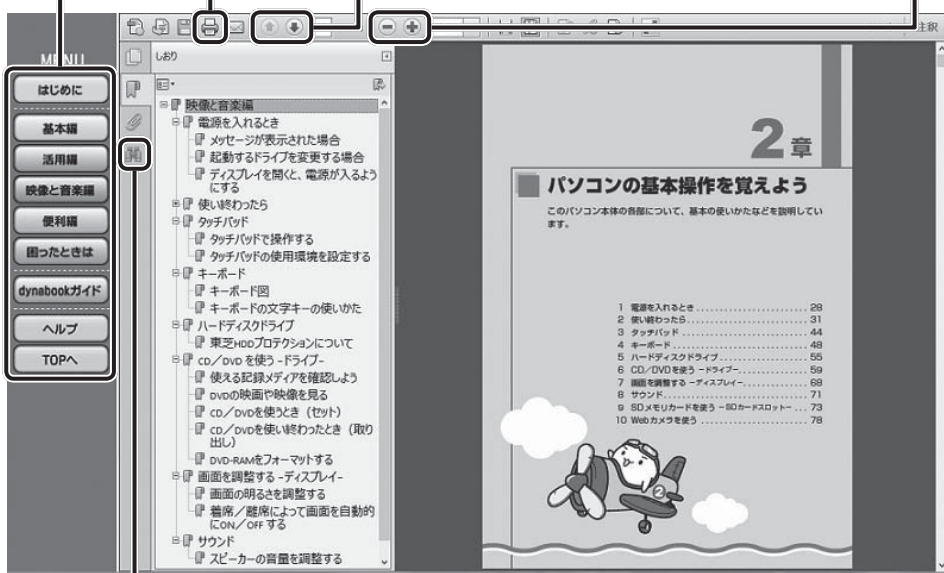 注釈
MENU
はじめに
基本編
活用編
映像と音楽編
便利編
困ったときは
dynabookガイド
ヘルプ
TOPへ
しおり
映像と音楽編
電源を入れるとき
メッセージが表示された場合
起動するドライブを変更する場合
ディスプレイを開くと、電源が入るよう
にする
使い終わったら
タッチパッド
タッチパッドで操作する
タッチパッドの使用環境を設定する
キーボード
キーボード図
キーボードの文字キーの使いかた
ハードディスクドライブ
東芝HDDプロテクションについて
CD/DVD を使う -ドライブ-
使える記録メディアを確認しよう
DVDの映画や映像を見る
CD/DVDを使うとき (セット)
CD/DVDを使い終わったとき (取り
出し)
DVD-RAMをフォーマットする
画面を調整する -ディスプレイ-
画面の明るさを調整する
着席/離席によって画面を自動的
にON/OFF する
サウンド
スピーカーの音量を調整する
2章
パソコンの基本操作を覚えよう
このパソコン本体の各部について、基本の使いかたなどを説明してい
ます。
1 電源を入れるとき ........................ 28
2 使い終わったら ........................ 31
3 タッチパッド ........................ 44
4 キーボード ........................ 48
5 ハードディスクドライブ ........................ 55
6 CD/DVDを使う -ドライブ- ........................ 59
7 画面を調整する -ディスプレイ- ........................ 68
8 サウンド ........................ 71
9 SDメモリカードを使う -SDカードスロット- ... 73
10 Webカメラを使う ........................ 78
2